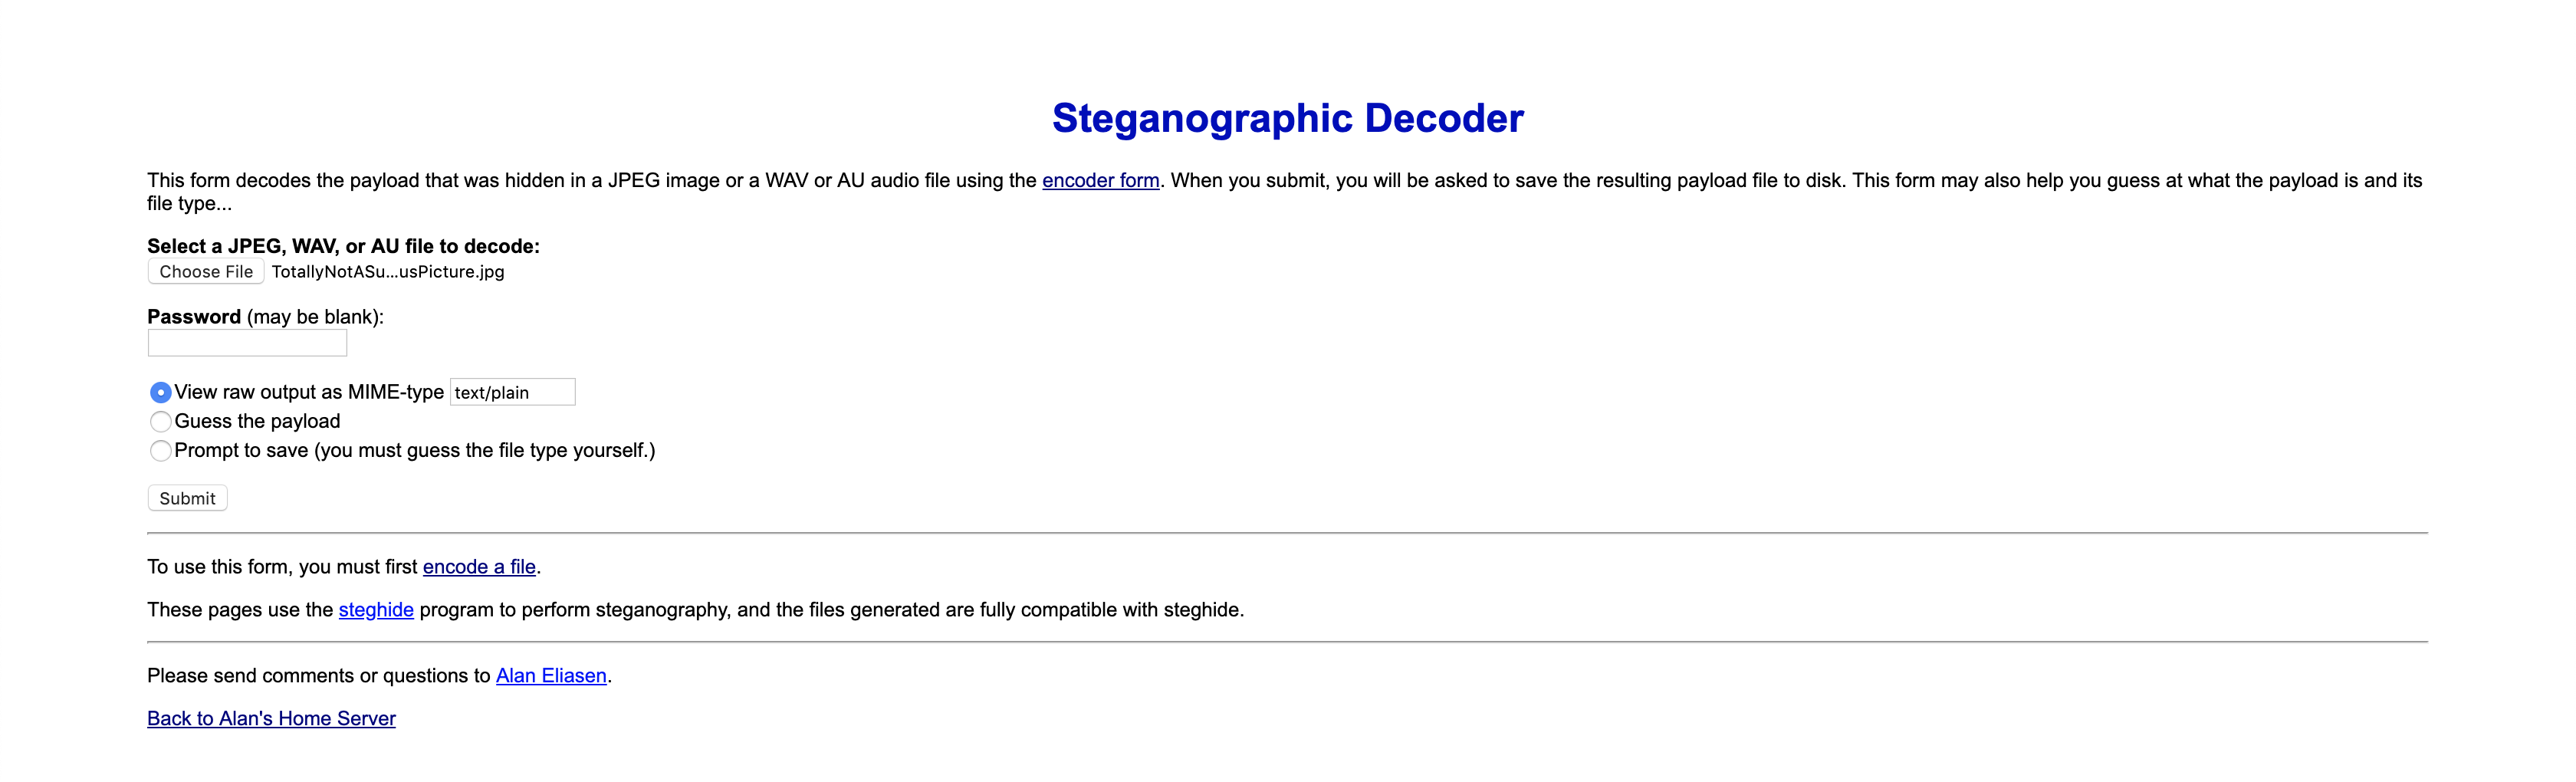 Steganographic Decoder
This form decodes the payload that was hidden in a JPEG image or a WAV or AU audio file using the encoder form. When you submit, you will be asked to save the resulting payload file to disk. This form may also help you guess at what the payload is and its
file type...
Select a JPEG, WAV, or AU file to decode:
Choose File TotallyNotASu...usPicture.jpg
Password (may be blank):
View raw output as MIME-type text/plain
Guess the payload
Prompt to save (you must guess the file type yourself.)
Submit
To use this form, you must first encode a file.
These pages use the steghide program to perform steganography, and the files generated are fully compatible with steghide.
Please send comments or questions to Alan Eliasen.
Back to Alan's Home Server